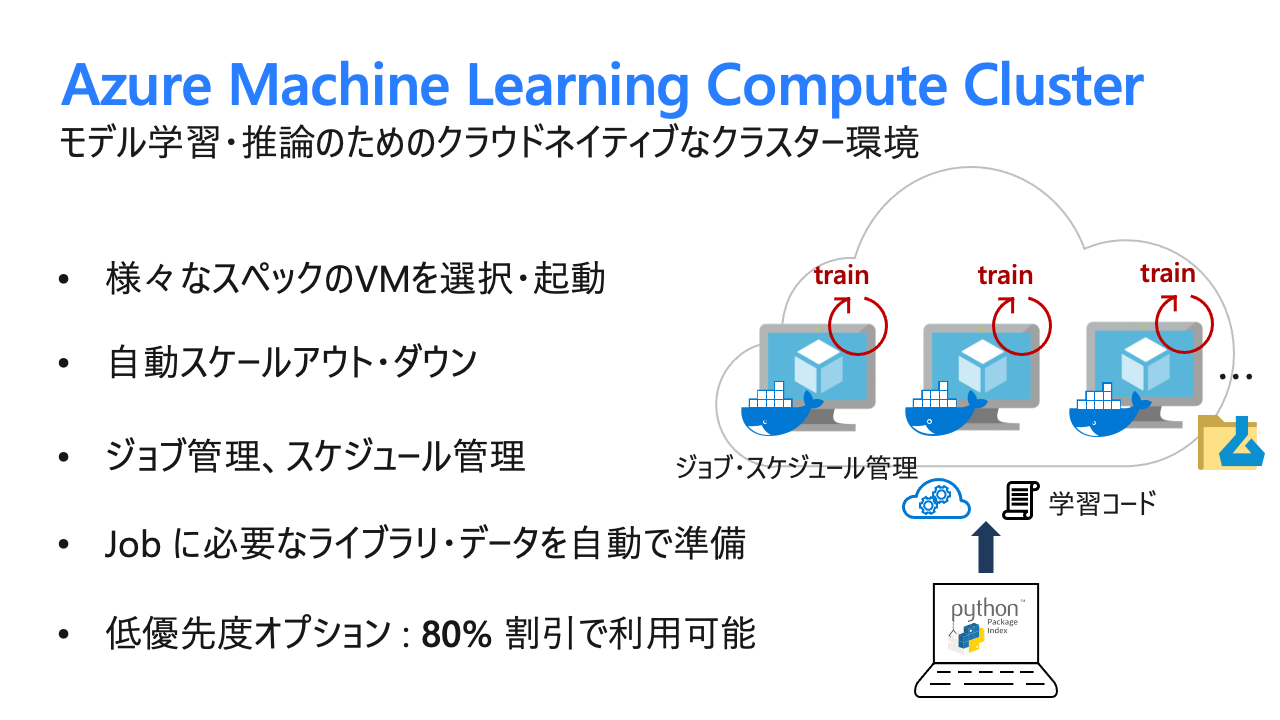 Azure Machine Learning Compute Cluster
モデル学習・推論のためのクラウドネイティブなクラスター環境
• 様々なスペックのVMを選択・起動
• 自動スケールアウト・ダウン
• ジョブ管理、スケジュール管理
• Job に必要なライブラリ・データを自動で準備
• 低優先度オプション : 80% 割引で利用可能
train
train
train
…
ジョブ・スケジュール管理
学習コード
python™
Package
Index